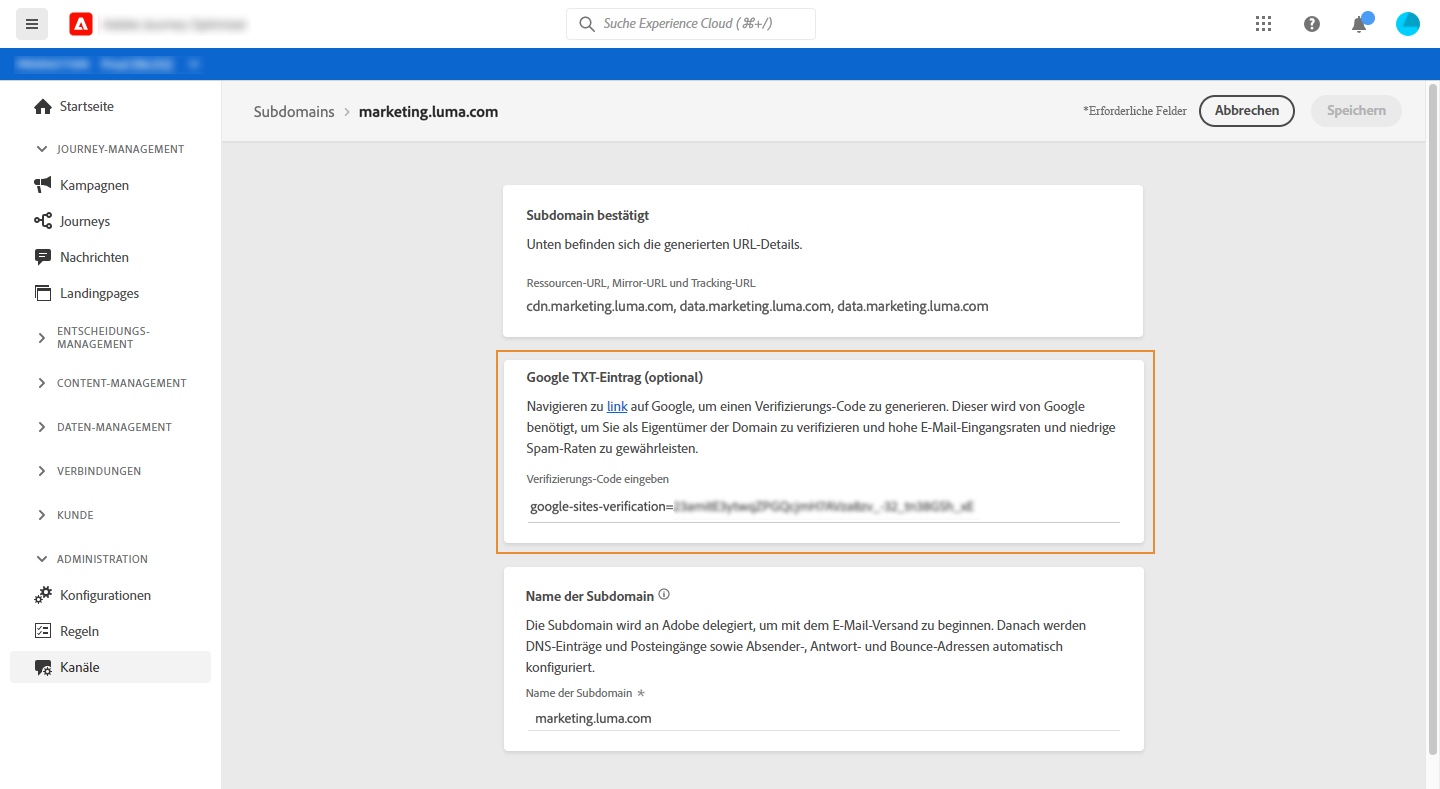 Suche Experience Cloud (⌘+/)
Startseite
JOURNEY-MANAGEMENT
Kampagnen
Journeys
Nachrichten
Landingpages
ENTSCHEIDUNGS-
MANAGEMENT
CONTENT-MANAGEMENT
DATEN-MANAGEMENT
VERBINDUNGEN
KUNDE
ADMINISTRATION
Konfigurationen
Regeln
Kanäle
Subdomains > marketing.luma.com
*Erforderliche Felder
Abbrechen
Speichern
Subdomain bestätigt
Unten befinden sich die generierten URL-Details.
Ressourcen-URL, Mirror-URL und Tracking-URL
cdn.marketing.luma.com, data.marketing.luma.com, data.marketing.luma.com
Google TXT-Eintrag (optional)
Navigieren zu link auf Google, um einen Verifizierungs-Code zu generieren. Dieser wird von Google
benötigt, um Sie als Eigentümer der Domain zu verifizieren und hohe E-Mail-Eingangsraten und niedrige
Spam-Raten zu gewährleisten.
Verifizierungs-Code eingeben
google-sites-verification=
Name der Subdomain
Die Subdomain wird an Adobe delegiert, um mit dem E-Mail-Versand zu beginnen. Danach werden
DNS-Einträge und Posteingänge sowie Absender-, Antwort- und Bounce-Adressen automatisch
konfiguriert.
Name der Subdomain *
marketing.luma.com